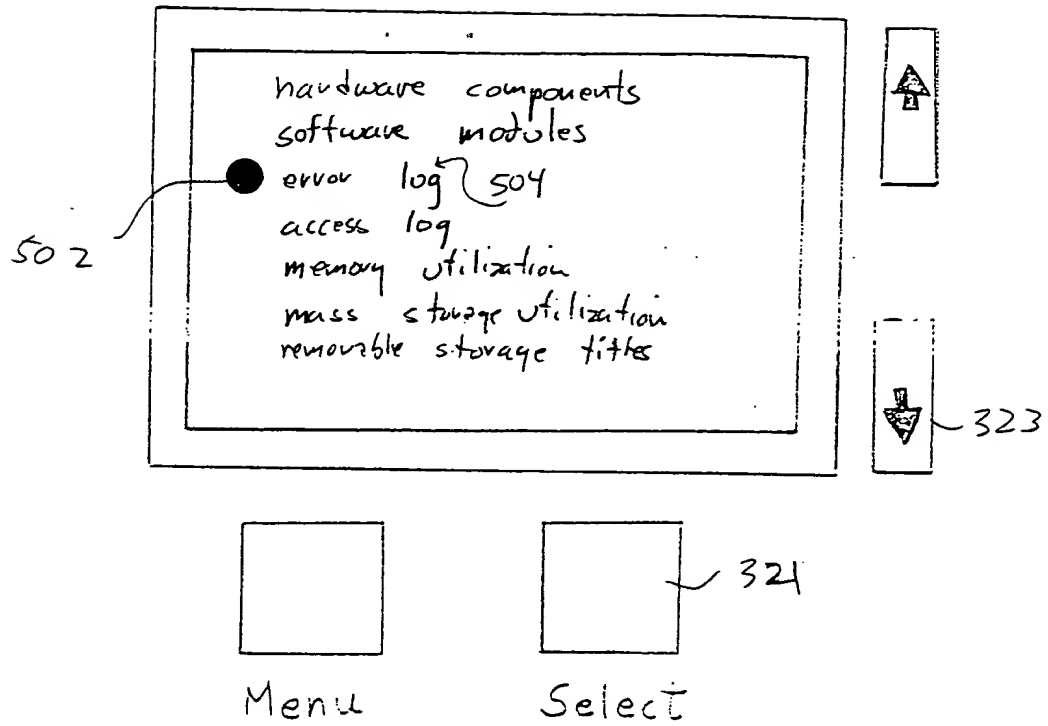 hardware components
software modules
error log 504
502
access log
memory utilization
mass storage utilization
removable storage titles
323
321
Menu Select